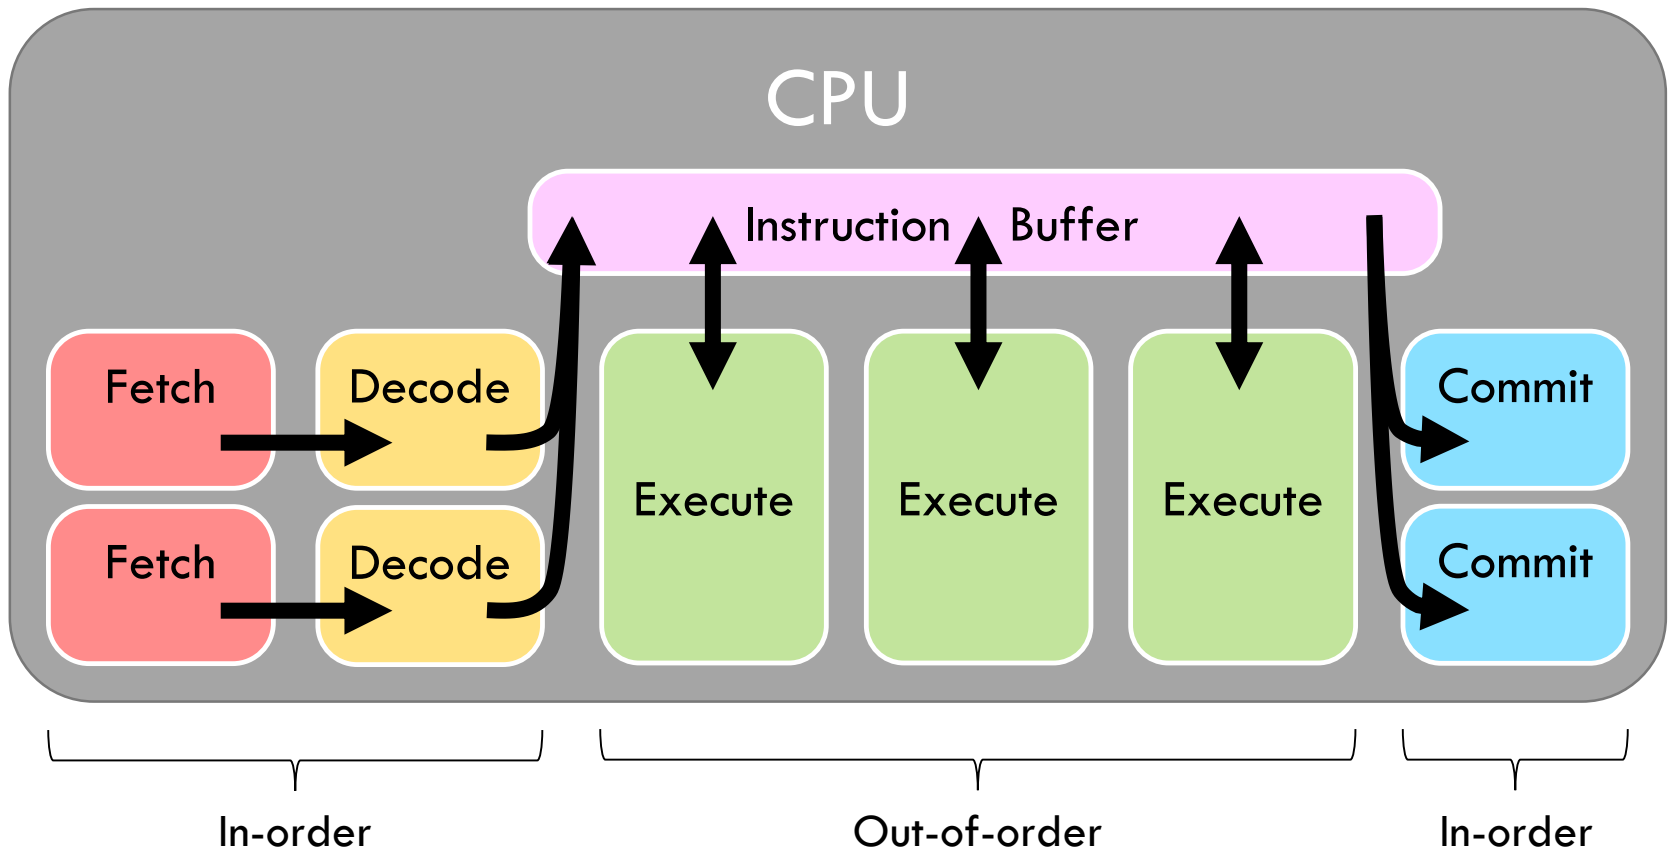 CPU
Instruction Buffer
Fetch Decode Commit
Execute Execute Execute
Fetch Decode Commit
In-order Out-of-order In-order